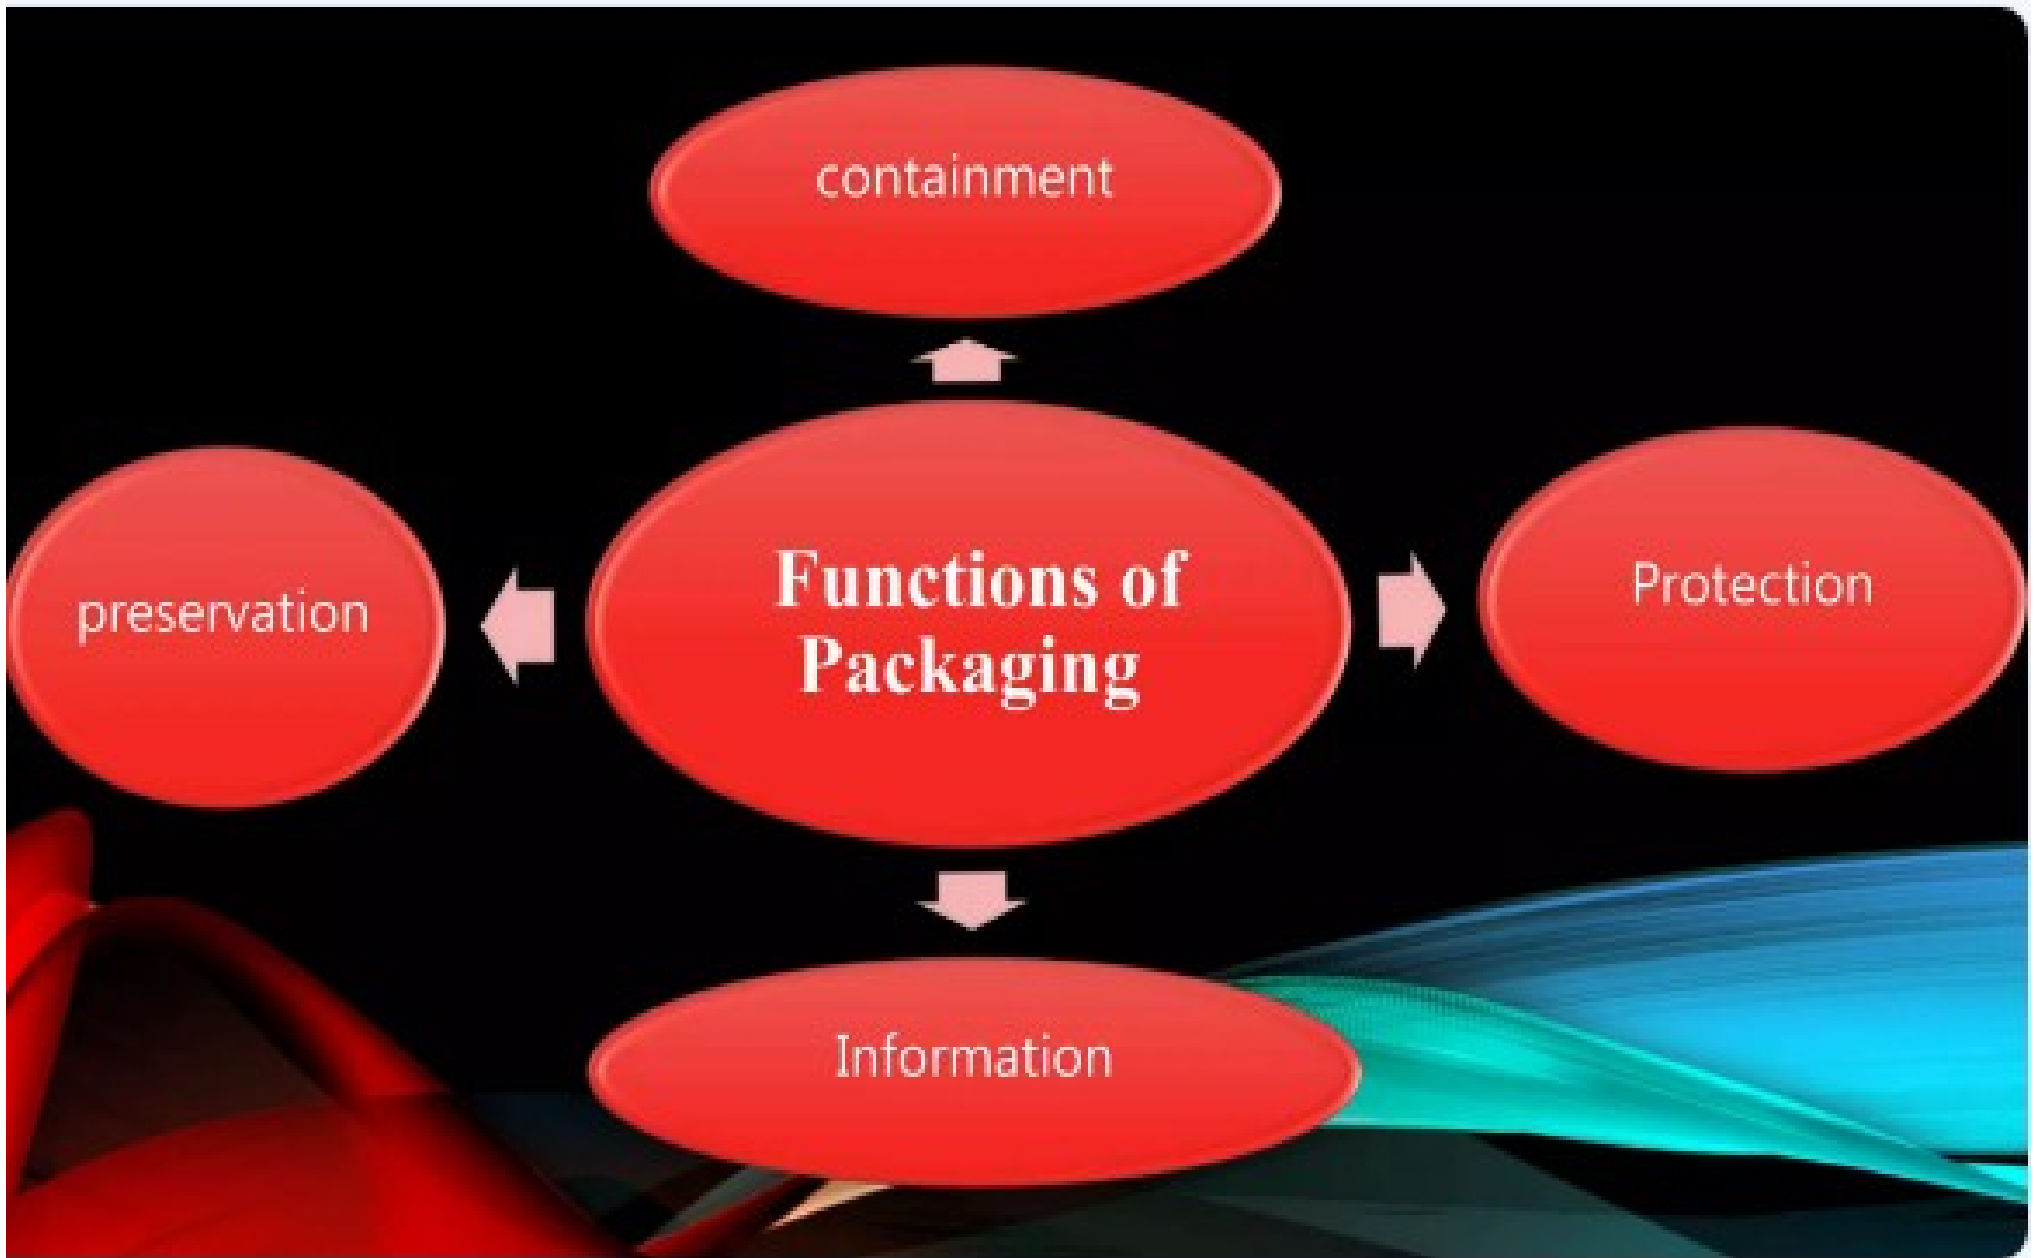 containment
preservation
Functions of
Packaging
Protection
Information